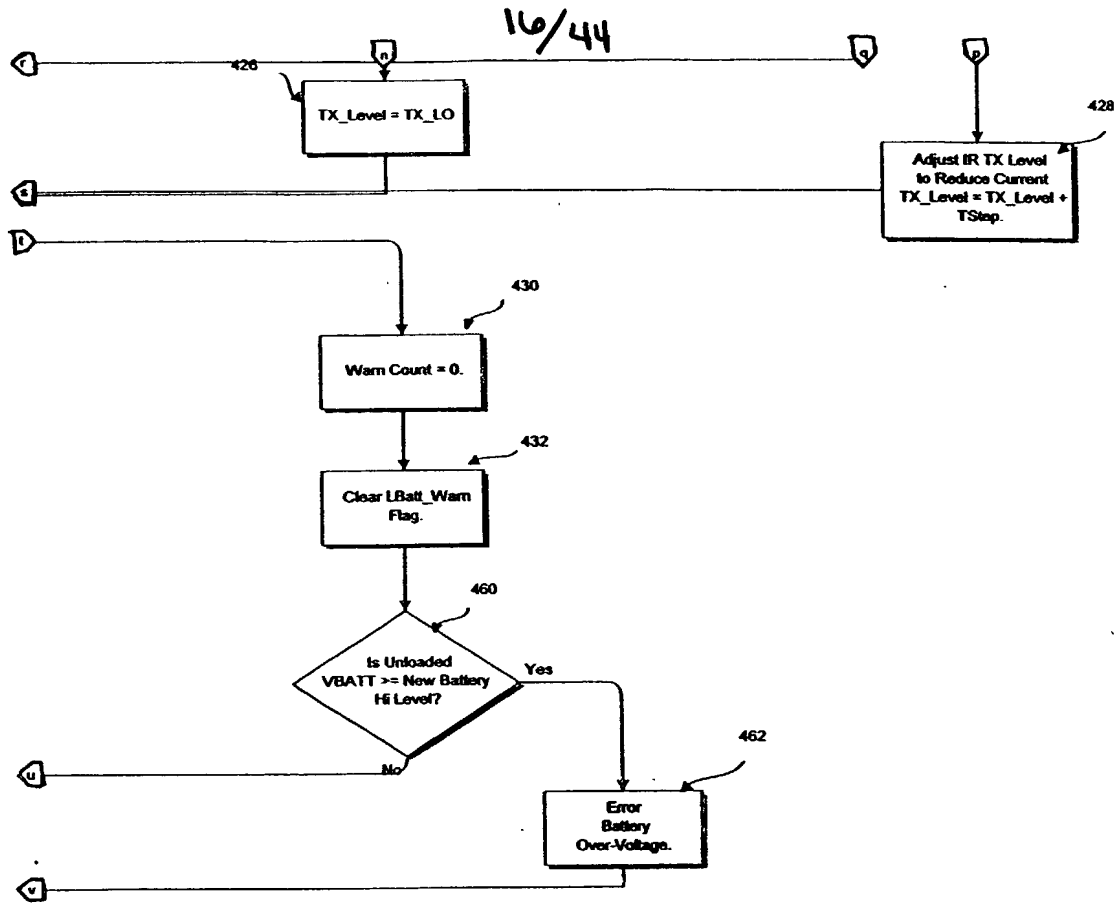 16/44
r
n
q
p
426
TX_Level = TX_LO
428
Adjust IR TX Level
to Reduce Current
TX_Level = TX_Level +
TStep.
s
t
430
Warn Count = 0.
432
Clear LBatt_Warn
Flag.
460
Is Unloaded
VBATT >= New Battery
Hi Level?
Yes
No
u
462
Error
Battery
Over-Voltage.
v